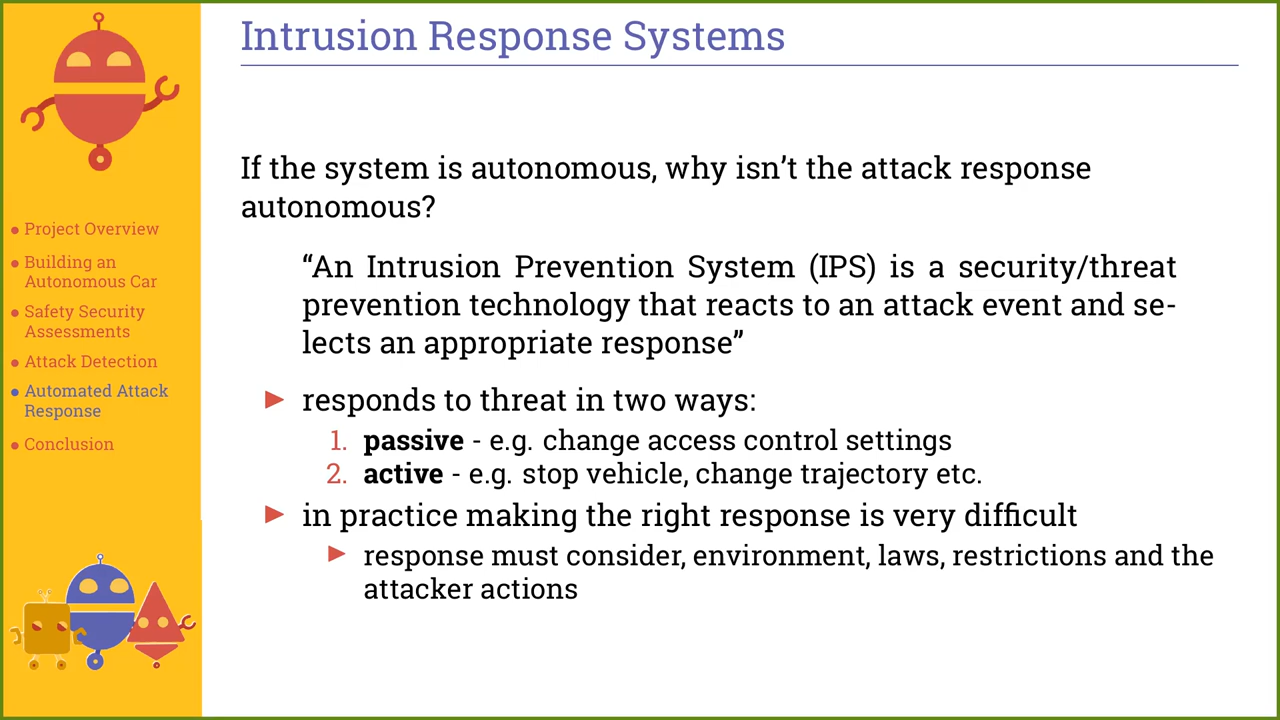 Intrusion Response Systems
• Project Overview
• Building an
Autonomous Car
• Safety Security
Assessments
• Attack Detection
• Automated Attack
Response
• Conclusion
If the system is autonomous, why isn’t the attack response
autonomous?
“An Intrusion Prevention System (IPS) is a security/threat
prevention technology that reacts to an attack event and se-
lects an appropriate response”
▶ responds to threat in two ways:
1. passive - e.g. change access control settings
2. active - e.g. stop vehicle, change trajectory etc.
▶ in practice making the right response is very difficult
▶ response must consider, environment, laws, restrictions and the
attacker actions